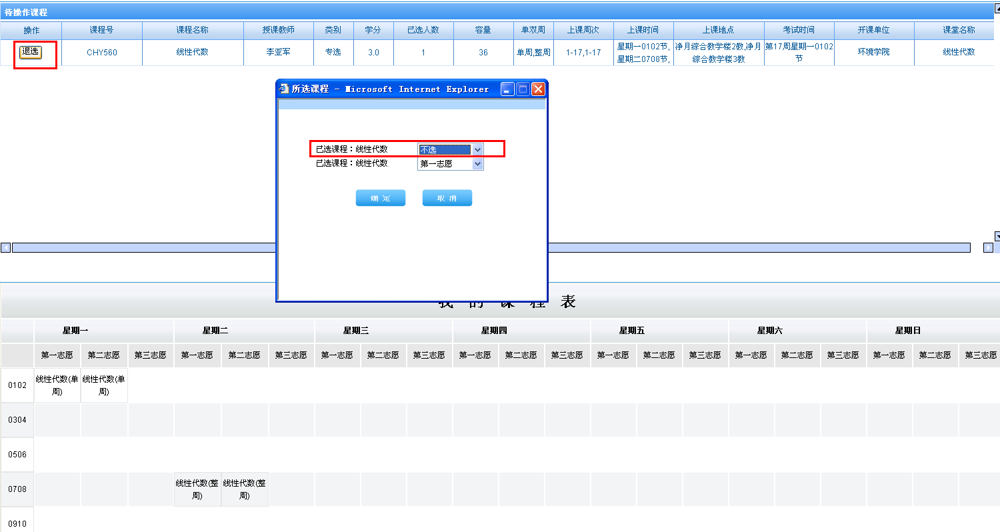 待操作课程
操作 课程号 课程名称 授课教师 类别 学分 已选人数 容量 单双周 上课周次 上课时间 上课地点 考试时间 开课单位 课堂名称
退选 CHY560 线性代数 李亚军 专选 3.0 1 36 单周,整周 1-17,1-17 星期一0102节, 净月综合教学楼2教,净月 第17周星期一0102 环境学院 线性代数
星期二0708节, 综合教学楼3教 节
所选课程 - Microsoft Internet Explorer
已选课程：线性代数 不选
已选课程：线性代数 第一志愿
确 定 取 消
我 的 课 程 表
星期一 星期二 星期三 星期四 星期五 星期六 星期日
第一志愿 第二志愿 第三志愿 第一志愿 第二志愿 第三志愿 第一志愿 第二志愿 第三志愿 第一志愿 第二志愿 第三志愿 第一志愿 第二志愿 第三志愿 第一志愿 第二志愿 第三志愿 第一志愿 第二志愿 第三志愿
0102 线性代数(单 线性代数(单
周) 周)
0304
0506
0708 线性代数(整 线性代数(整
周) 周)
0910